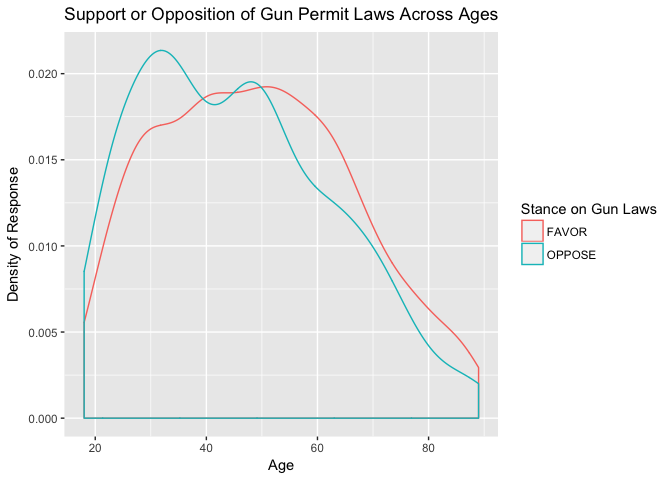 Support or Opposition of Gun Permit Laws Across Ages
0.020
0.015
0.010
0.005
0.000
Density of Response
20 40 60 80
Age
Stance on Gun Laws
FAVOR
OPPOSE